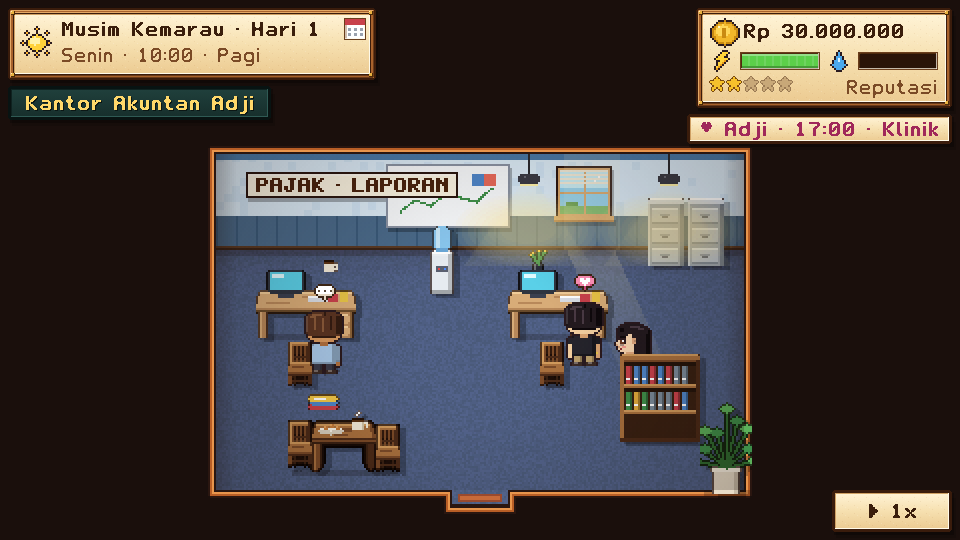 Musim Kemarau · Hari 1
Senin · 10:00 · Pagi
Kantor Akuntan Adji
Rp 30.000.000
Reputasi
Adji · 17:00 · Klinik
PAJAK · LAPORAN
1x